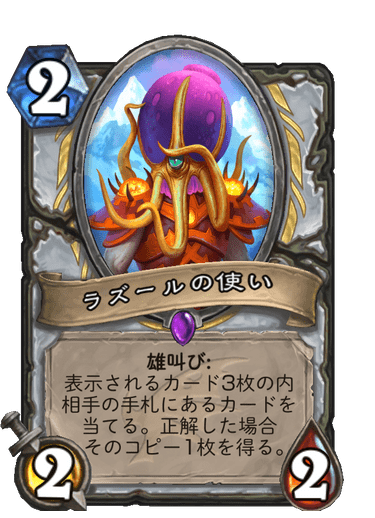 2
ラズールの使い
雄叫び:
表示されるカード3枚の内
相手の手札にあるカードを
当てる。正解した場合
そのコピー1枚を得る。
2
2